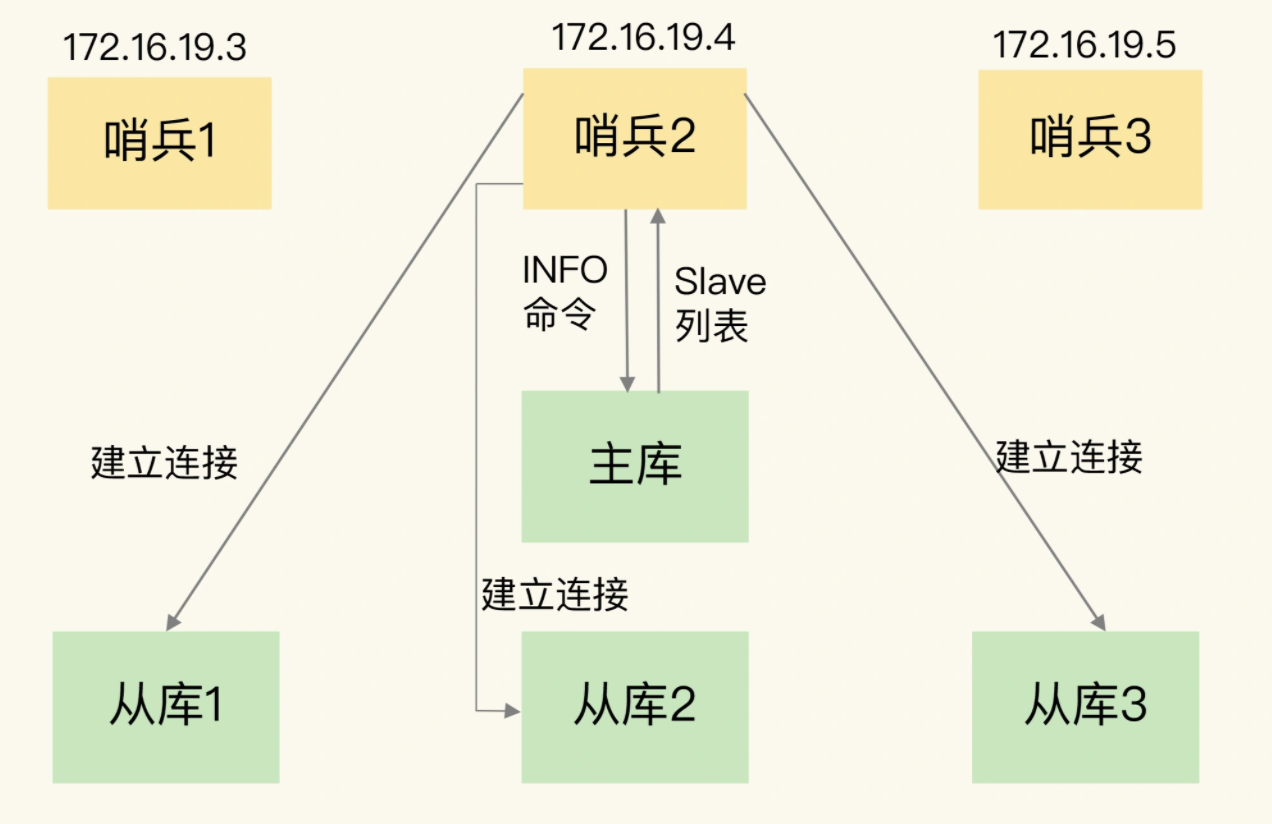 172.16.19.3
172.16.19.4
172.16.19.5
哨兵1
哨兵2
哨兵3
INFO
命令
Slave
列表
主库
建立连接
建立连接
建立连接
从库1
从库2
从库3